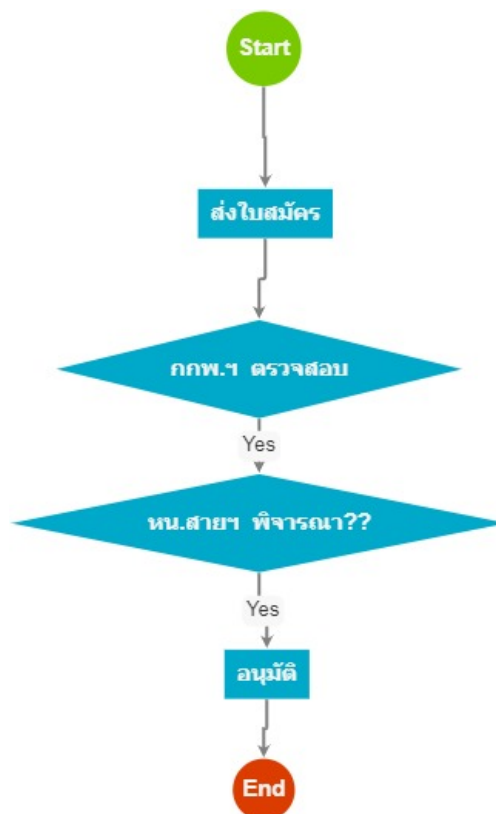 Start
ส่งใบสมัคร
กกพ.ฯ ตรวจสอบ
Yes
หน.สายฯ พิจารณา??
Yes
อนุมัติ
End